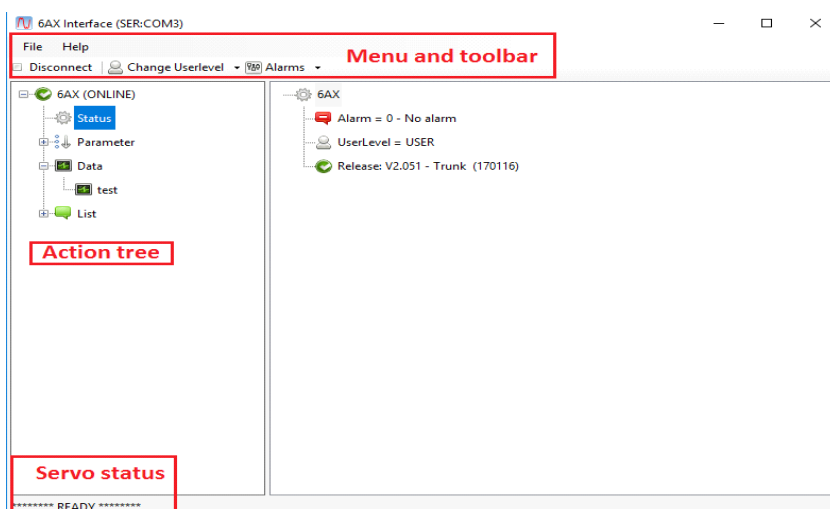 6AX Interface (SER:COM3)
File Help
Menu and toolbar
Disconnect Change Userlevel Alarms
6AX (ONLINE)
Status
Parameter
Data
test
List
Action tree
6AX
Alarm = 0 - No alarm
UserLevel = USER
Release: V2.051 - Trunk (170116)
Servo status
******** READY ********